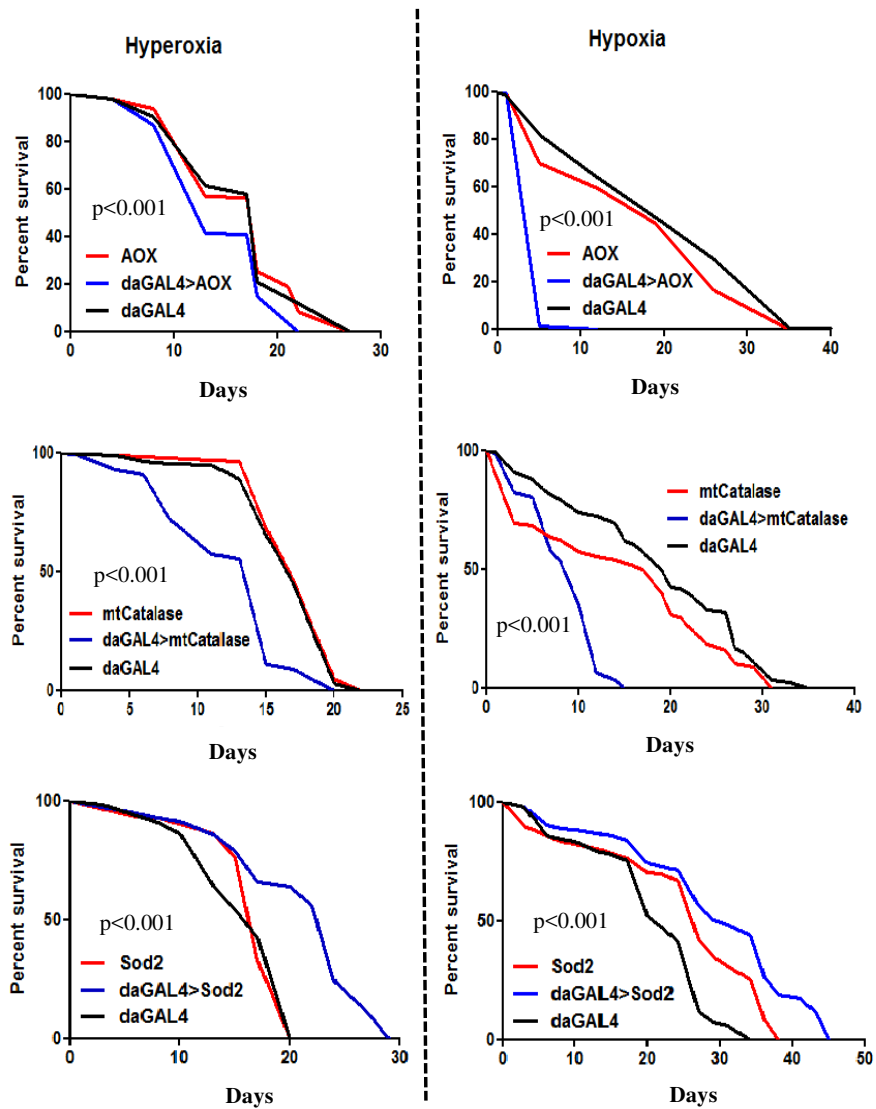 Hyperoxia
Percent survival
100
80
60
40
20
0
p<0.001
AOX
daGAL4>AOX
daGAL4
0 10 20 30
Days
Hypoxia
Percent survival
100
80
60
40
20
0
p<0.001
AOX
daGAL4>AOX
daGAL4
0 10 20 30 40
Days
Percent survival
100
50
0
p<0.001
mtCatalase
daGAL4>mtCatalase
daGAL4
0 5 10 15 20 25
Days
Percent survival
100
50
0
mtCatalase
daGAL4>mtCatalase
daGAL4
p<0.001
0 10 20 30 40
Days
Percent survival
100
50
0
p<0.001
Sod2
daGAL4>Sod2
daGAL4
0 10 20 30
Days
Percent survival
100
50
0
p<0.001
Sod2
daGAL4>Sod2
daGAL4
0 10 20 30 40 50
Days